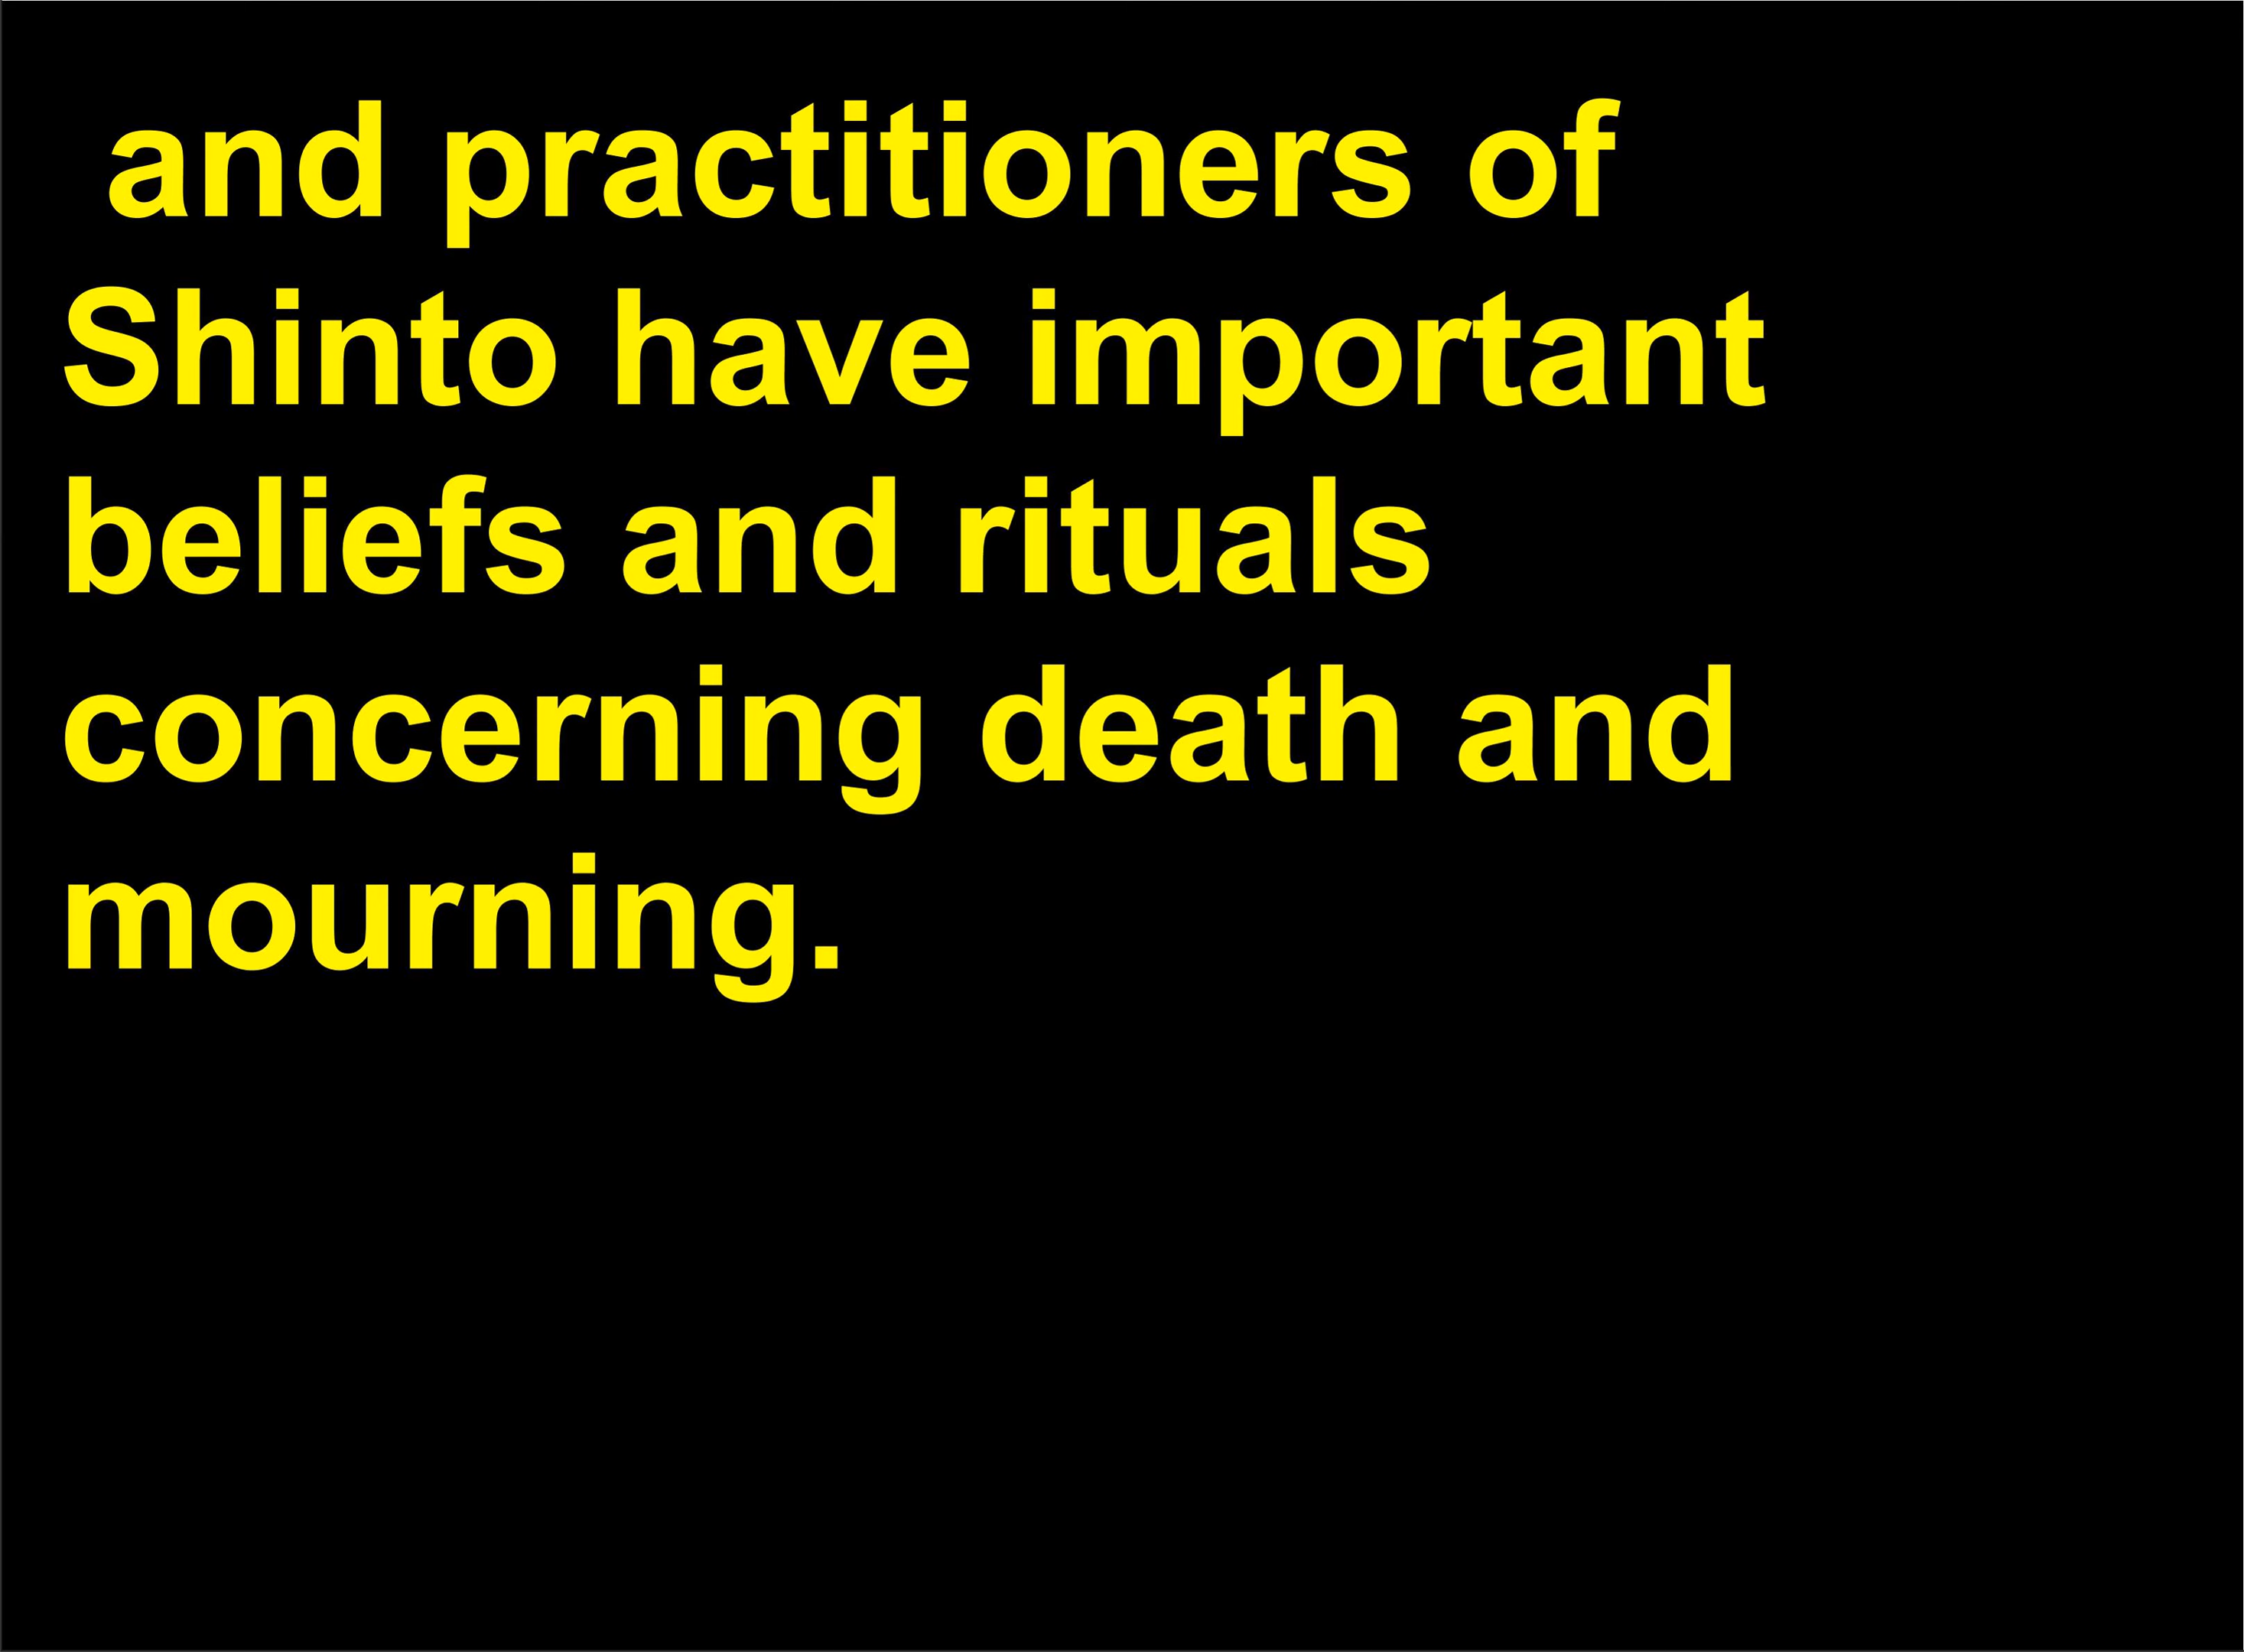 and practitioners of
Shinto have important
beliefs and rituals
concerning death and
mourning.